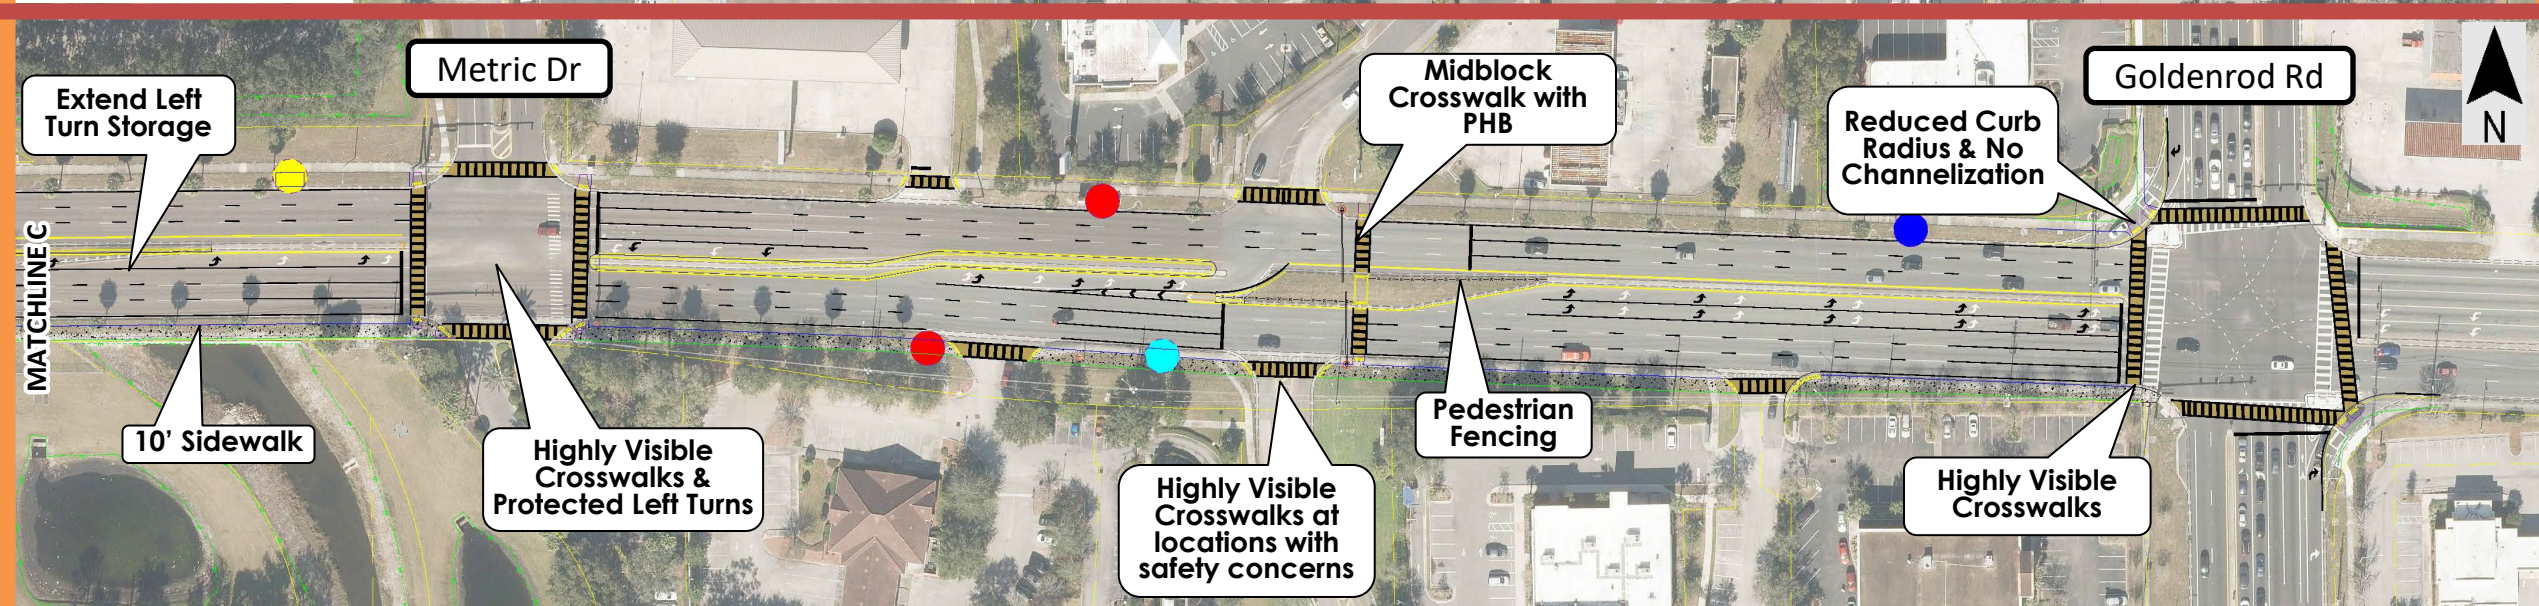 Metric Dr
Goldenrod Rd
Extend Left
Turn Storage
Midblock
Crosswalk with
PHB
Reduced Curb
Radius & No
Channelization
N
MATCHLINE C
10’ Sidewalk
Highly Visible
Crosswalks &
Protected Left Turns
Highly Visible
Crosswalks at
locations with
safety concerns
Pedestrian
Fencing
Highly Visible
Crosswalks